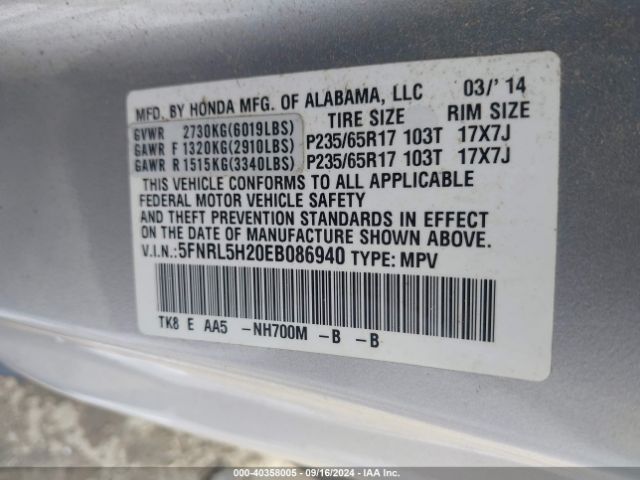 MFD. BY HONDA MFG. OF ALABAMA, LLC 03/'14
TIRE SIZE RIM SIZE
GVWR 2730KG(6019LBS)
GAWR F 1320KG(2910LBS) P235/65R17 103T 17X7J
GAWR R 1515KG(3340LBS) P235/65R17 103T 17X7J
THIS VEHICLE CONFORMS TO ALL APPLICABLE
FEDERAL MOTOR VEHICLE SAFETY
AND THEFT PREVENTION STANDARDS IN EFFECT
ON THE DATE OF MANUFACTURE SHOWN ABOVE.
V.I.N.:5FNRL5H20EB086940 TYPE: MPV
TK8 E AA5 -NH700M -B -B
©40358005 - 09/16/2024 - IAA Inc.